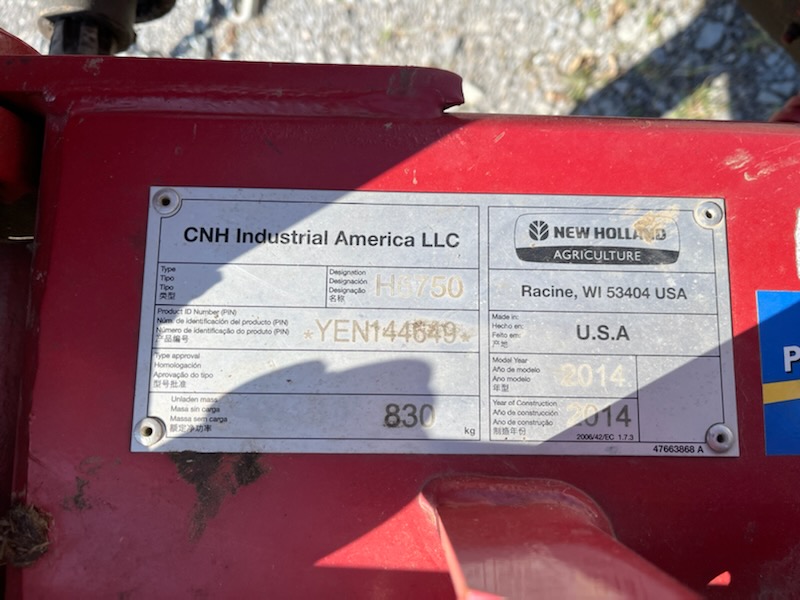 CNH Industrial America LLC
Type
Tipo
Tipo
类型
Designation
Designación
Designação
名称
H6750
Product ID Number (PIN)
Núm. de identificación del producto (PIN)
Número de identificação do produto (PIN)
产品编号
*YEN144649*
Type approval
Homologación
Aprovação do tipo
型号批准
Unladen mass
Masa sin carga
Massa sem carga
额定净功率
830
kg
NEW HOLLAND
AGRICULTURE
Racine, WI 53404 USA
Made in:
Hecho en:
Feito em:
产地
U.S.A
Model Year
Año de modelo
Ano modelo
年型
2014
Year of Construction
Año de construcción
Ano de construção
制造年份
2014
2006/42/EC 1.7.3
47663868 A
P